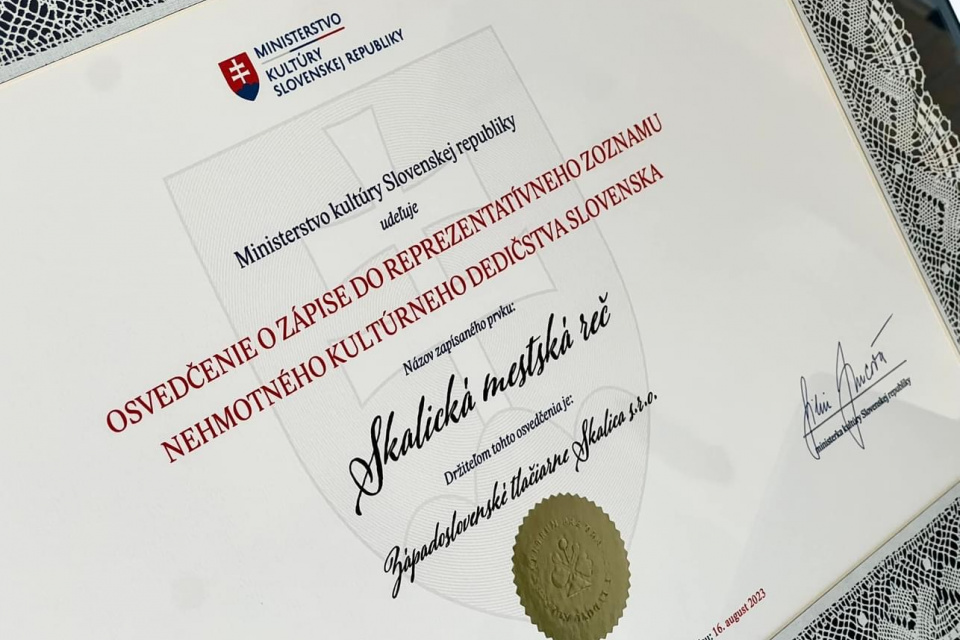 MINISTERSTVO
KULTÚRY
SLOVENSKEJ REPUBLIKY
Ministerstvo kultúry Slovenskej republiky
udeľuje
OSVEDČENIE O ZÁPISE DO REPREZENTATÍVNEHO ZOZNAMU
NEHMOTNÉHO KULTÚRNEHO DEDIČSTVA SLOVENSKA
Názov zapísaného prvku:
Skalická mestská reč
Držiteľom tohto osvedčenia je:
Západoslovenské tlačiarne Skalica s.r.o.
ministerka kultúry Slovenskej republiky
16. august 2023